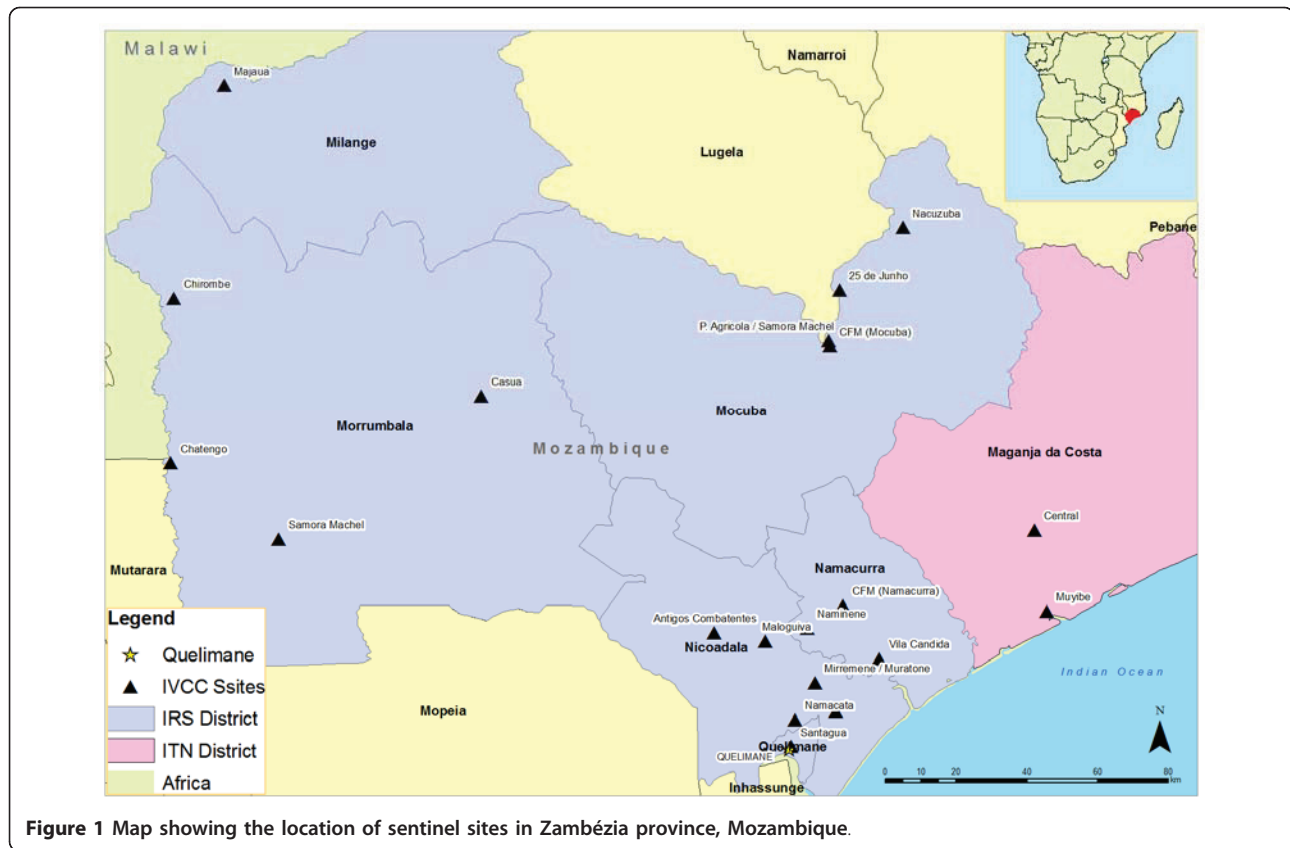 Malawi
Namarroi
Majaua
Milange
Lugela
Nacuzuba
Pebane
25 de Junho
Chirombe
P. Agricola / Samora Machel
CFM (Mocuba)
Casua
Mocuba
Morrumbala
Mozambique
Maganja da Costa
Chatengo
Central
Samora Machel
Mutarara
Namacurra
CFM (Namacurra)
Muyibe
Antigos Combatentes
Naminene
Maloguiva
Nicoadala
Vila Candida
Mirremene / Muratone
Indian Ocean
Mopeia
Namacata
Santagua
Quelimane
QUELIMANE
Inhassunge
N
0 10 20 40 60 80
km
Legend
Quelimane
IVCC Ssites
IRS District
ITN District
Africa
Figure 1 Map showing the location of sentinel sites in Zambézia province, Mozambique.